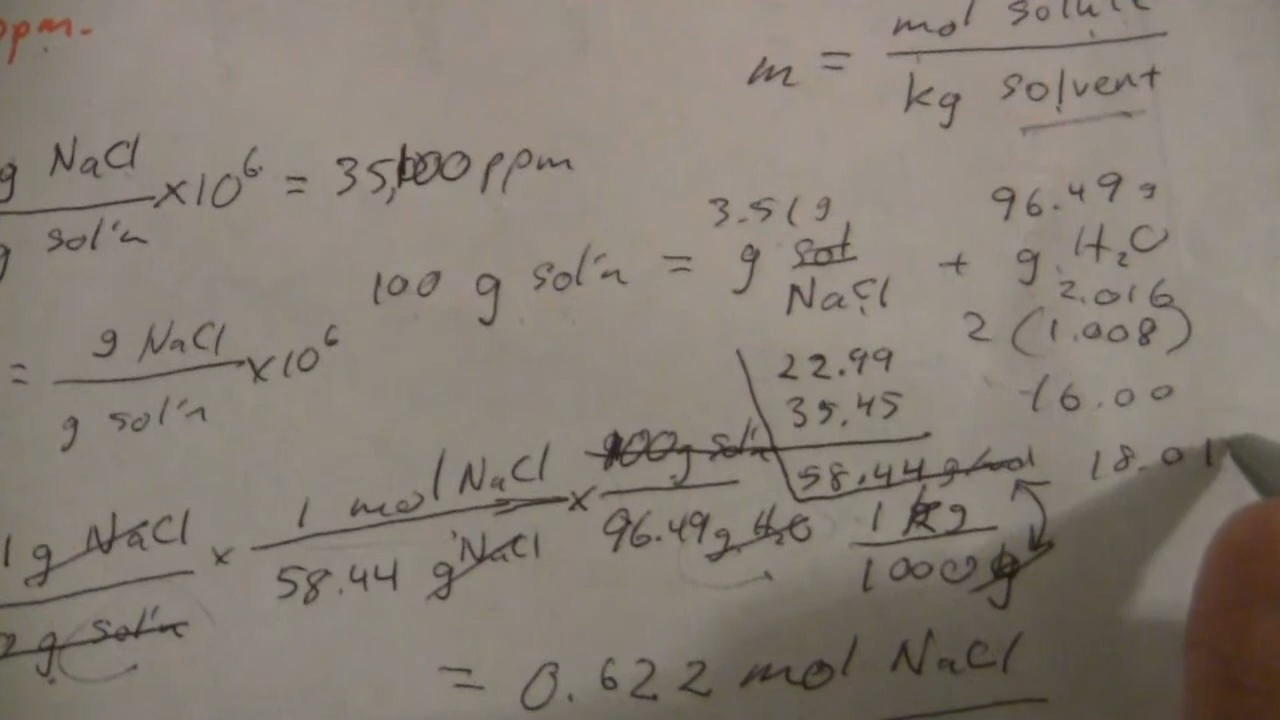 ppm.
m = mol solute
kg solvent
g NaCl
g sol'n ×10⁶ = 35,100 ppm
3.51 g 96.49 g
100 g sol'n = g sol + g H₂O
NaCl
2.016
2 (1.008)
= g NaCl
g sol'n ×10⁶
22.99
35.45
16.00
58.44 g/mol
18.01
1 g NaCl × 1 mol NaCl × 100 g sol'n 1 kg
g sol'n 58.44 g NaCl 96.49 g H₂O 1000 g
= 0.622 mol NaCl